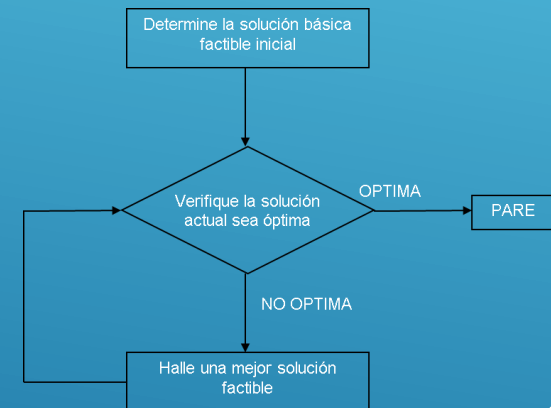 Determine la solución básica
factible inicial
Verifique la solución
actual sea óptima
OPTIMA
PARE
NO OPTIMA
Halle una mejor solución
factible